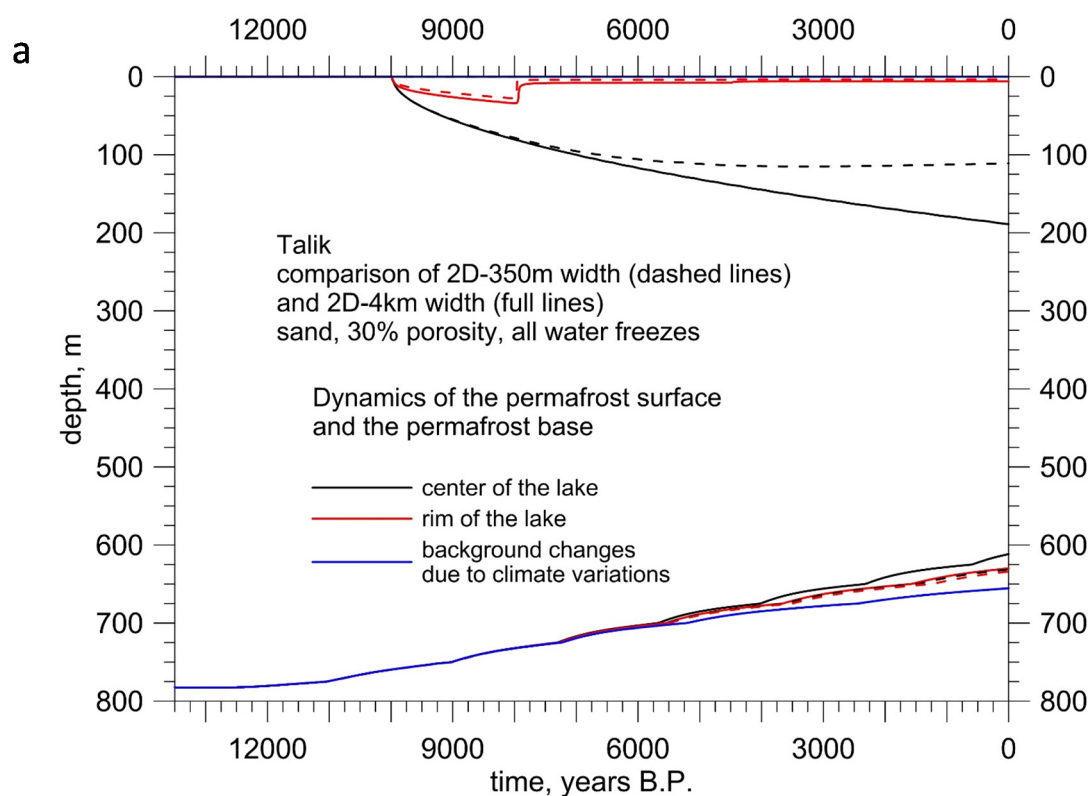 a
12000 9000 6000 3000 0
0 0
100 100
200 200
Talik
comparison of 2D-350m width (dashed lines)
and 2D-4km width (full lines)
sand, 30% porosity, all water freezes
300 300
400 400
Dynamics of the permafrost surface
and the permafrost base
depth, m
500 500
center of the lake
rim of the lake
600 600
background changes
due to climate variations
700 700
800 800
12000 9000 6000 3000 0
time, years B.P.